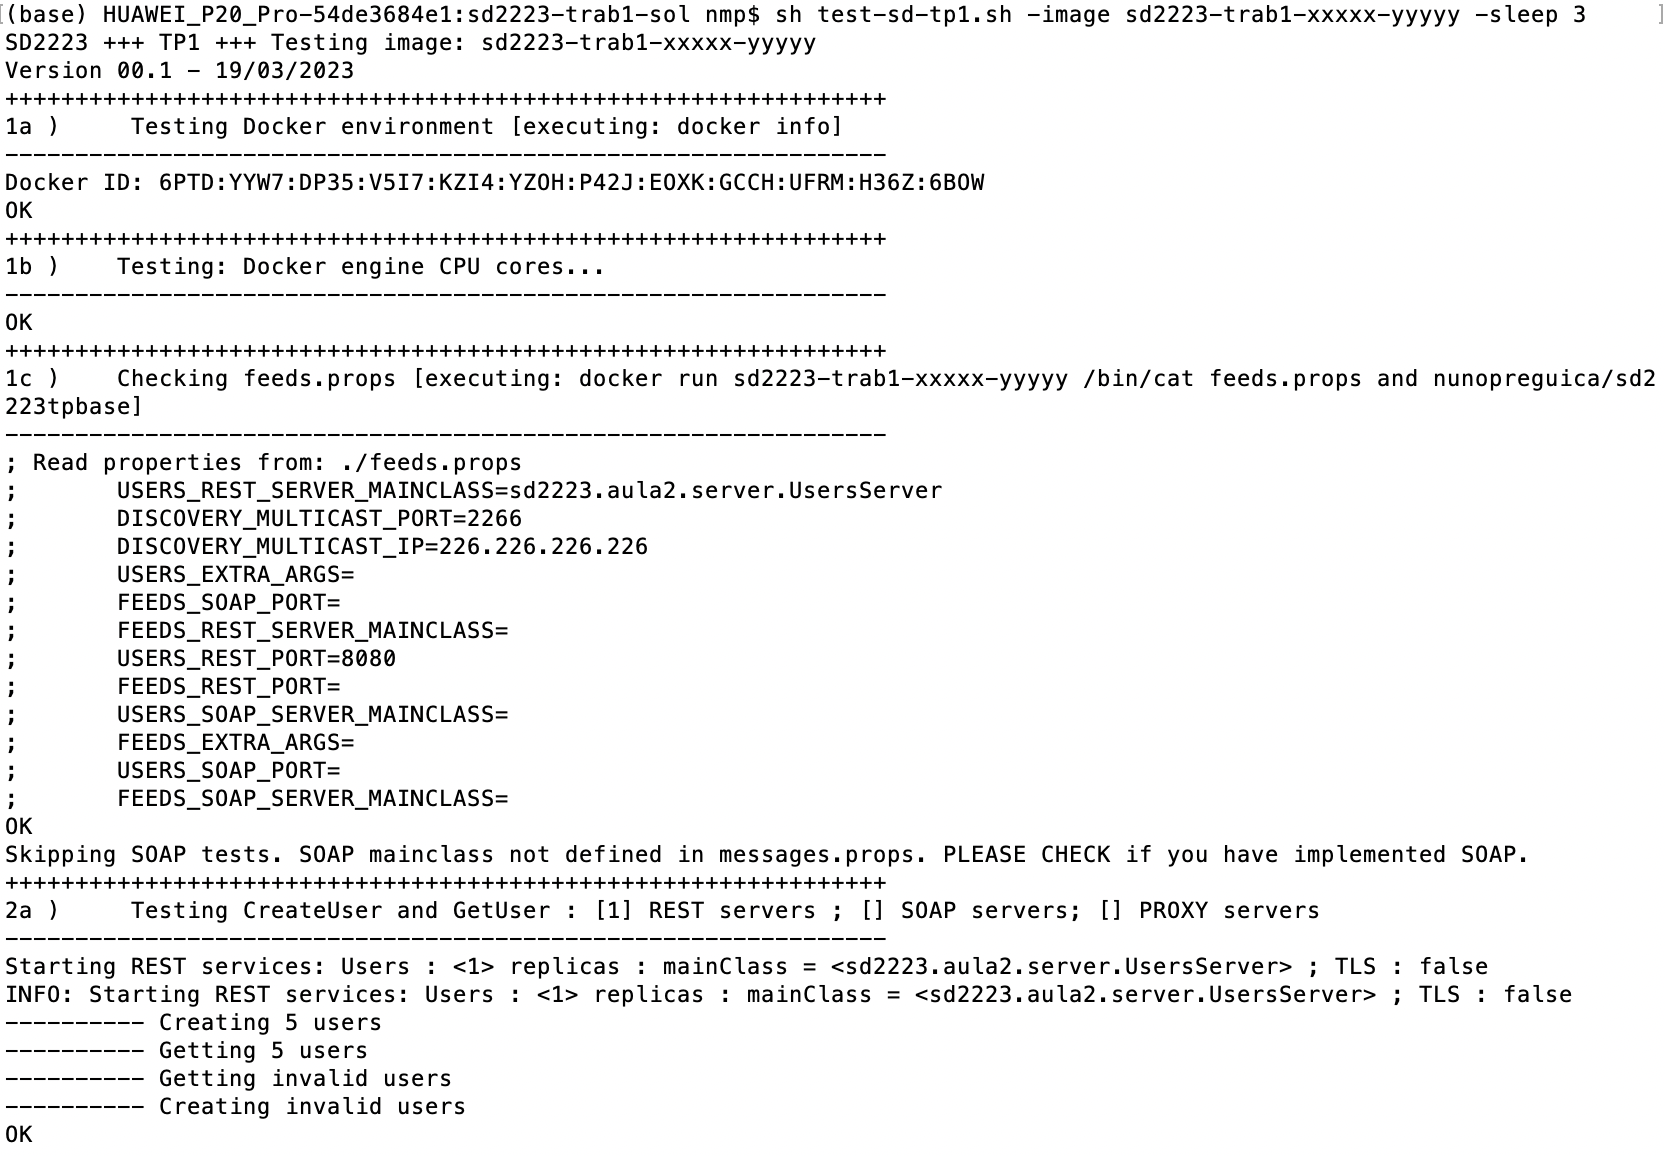 [(base) HUAWEI_P20_Pro-54de3684e1:sd2223-trab1-sol nmp$ sh test-sd-tp1.sh -image sd2223-trab1-xxxxx-yyyyy -sleep 3 ]
SD2223 +++ TP1 +++ Testing image: sd2223-trab1-xxxxx-yyyyy
Version 00.1 - 19/03/2023
+++++++++++++++++++++++++++++++++++++++++++++++++++++++++++++++
1a )     Testing Docker environment [executing: docker info]
---------------------------------------------------------------
Docker ID: 6PTD:YYW7:DP35:V5I7:KZI4:YZOH:P42J:EOXK:GCCH:UFRM:H36Z:6BOW
OK
+++++++++++++++++++++++++++++++++++++++++++++++++++++++++++++++
1b )    Testing: Docker engine CPU cores...
---------------------------------------------------------------
OK
+++++++++++++++++++++++++++++++++++++++++++++++++++++++++++++++
1c )    Checking feeds.props [executing: docker run sd2223-trab1-xxxxx-yyyyy /bin/cat feeds.props and nunopreguica/sd2
223tpbase]
---------------------------------------------------------------
; Read properties from: ./feeds.props
;       USERS_REST_SERVER_MAINCLASS=sd2223.aula2.server.UsersServer
;       DISCOVERY_MULTICAST_PORT=2266
;       DISCOVERY_MULTICAST_IP=226.226.226.226
;       USERS_EXTRA_ARGS=
;       FEEDS_SOAP_PORT=
;       FEEDS_REST_SERVER_MAINCLASS=
;       USERS_REST_PORT=8080
;       FEEDS_REST_PORT=
;       USERS_SOAP_SERVER_MAINCLASS=
;       FEEDS_EXTRA_ARGS=
;       USERS_SOAP_PORT=
;       FEEDS_SOAP_SERVER_MAINCLASS=
OK
Skipping SOAP tests. SOAP mainclass not defined in messages.props. PLEASE CHECK if you have implemented SOAP.
+++++++++++++++++++++++++++++++++++++++++++++++++++++++++++++++
2a )     Testing CreateUser and GetUser : [1] REST servers ; [] SOAP servers; [] PROXY servers
---------------------------------------------------------------
Starting REST services: Users : <1> replicas : mainClass = <sd2223.aula2.server.UsersServer> ; TLS : false
INFO: Starting REST services: Users : <1> replicas : mainClass = <sd2223.aula2.server.UsersServer> ; TLS : false
---------- Creating 5 users
---------- Getting 5 users
---------- Getting invalid users
---------- Creating invalid users
OK